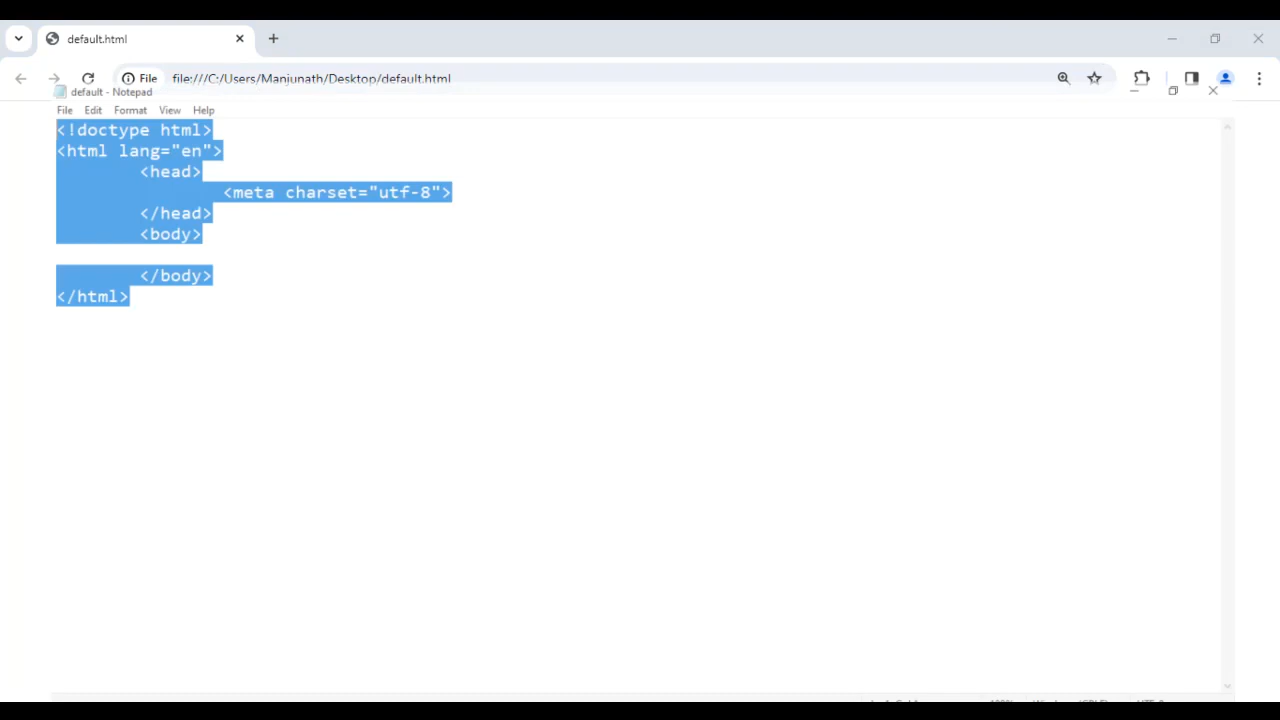 default.html
File file:///C:/Users/Manjunath/Desktop/default.html
default - Notepad
File Edit Format View Help
<!doctype html>
<html lang="en">
<head>
<meta charset="utf-8">
</head>
<body>
</body>
</html>